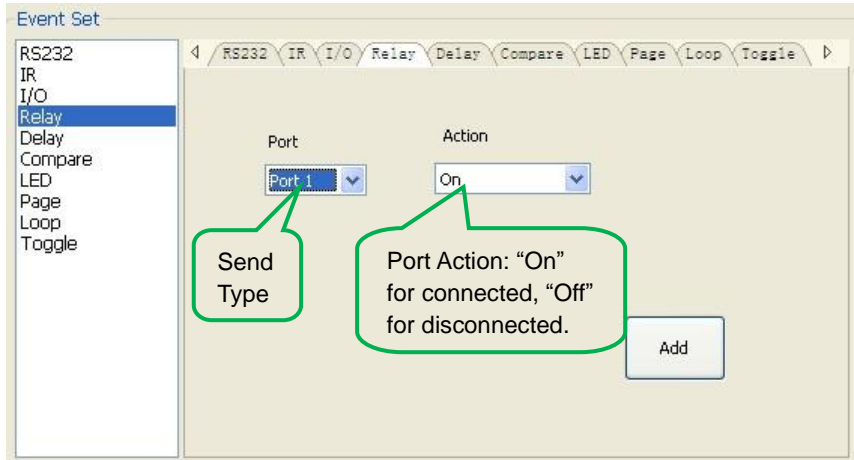 Event Set
RS232
IR
I/O
Relay
Delay
Compare
LED
Page
Loop
Toggle
RS232 IR I/O Relay Delay Compare LED Page Loop Toggle
Port Action
Port 1 On
Send
Type
Port Action: “On”
for connected, “Off”
for disconnected.
Add